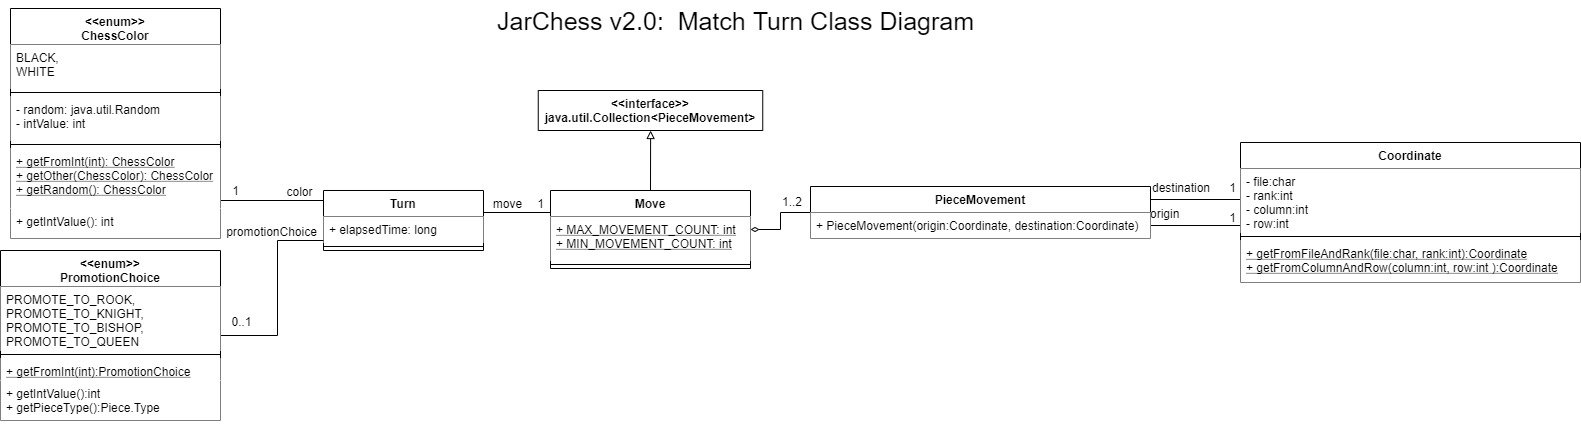 JarChess v2.0:  Match Turn Class Diagram
<<enum>>
ChessColor
BLACK,
WHITE
- random: java.util.Random
- intValue: int
+ getFromInt(int): ChessColor
+ getOther(ChessColor): ChessColor
+ getRandom(): ChessColor
+ getIntValue(): int
1
color
promotionChoice
0..1
<<enum>>
PromotionChoice
PROMOTE_TO_ROOK,
PROMOTE_TO_KNIGHT,
PROMOTE_TO_BISHOP,
PROMOTE_TO_QUEEN
+ getFromInt(int):PromotionChoice
+ getIntValue():int
+ getPieceType():Piece.Type
Turn
+ elapsedTime: long
move
1
<<interface>>
java.util.Collection<PieceMovement>
Move
+ MAX_MOVEMENT_COUNT: int
+ MIN_MOVEMENT_COUNT: int
1..2
PieceMovement
+ PieceMovement(origin:Coordinate, destination:Coordinate)
destination
1
origin
1
Coordinate
- file:char
- rank:int
- column:int
- row:int
+ getFromFileAndRank(file:char, rank:int):Coordinate
+ getFromColumnAndRow(column:int, row:int ):Coordinate